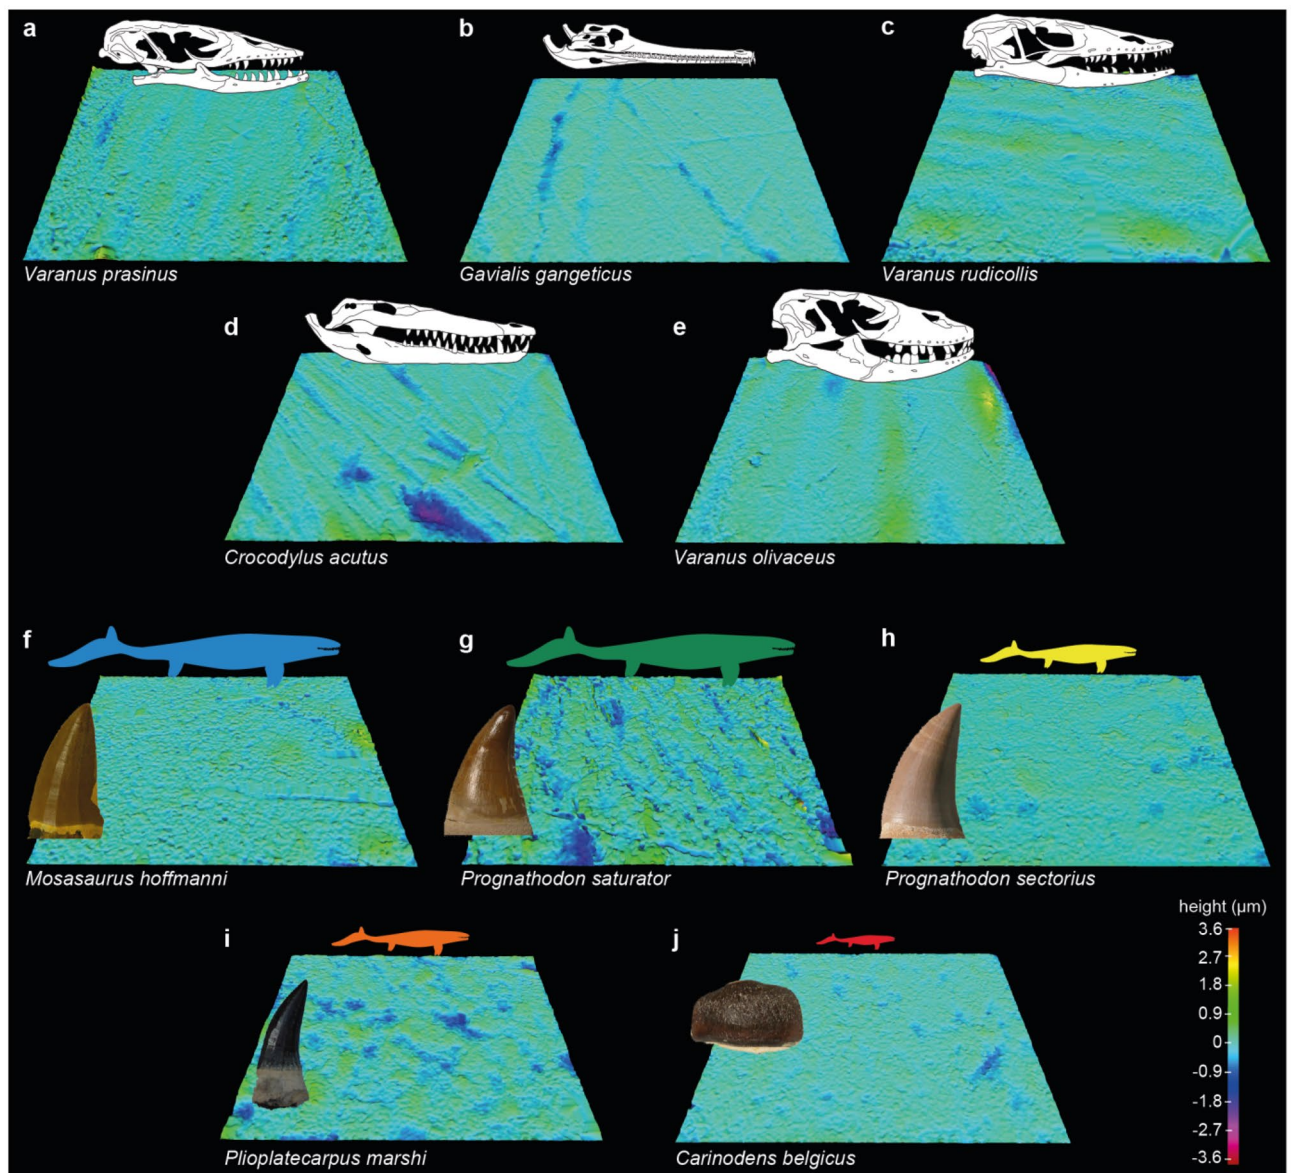 a
b
c
Varanus prasinus
Gavialis gangeticus
Varanus rudicollis
d
e
Crocodylus acutus
Varanus olivaceus
f
g
h
Mosasaurus hoffmanni
Prognathodon saturator
Prognathodon sectorius
i
j
height (µm)
3.6
2.7
1.8
0.9
0
-0.9
-1.8
-2.7
-3.6
Plioplatecarpus marshi
Carinodens belgicus